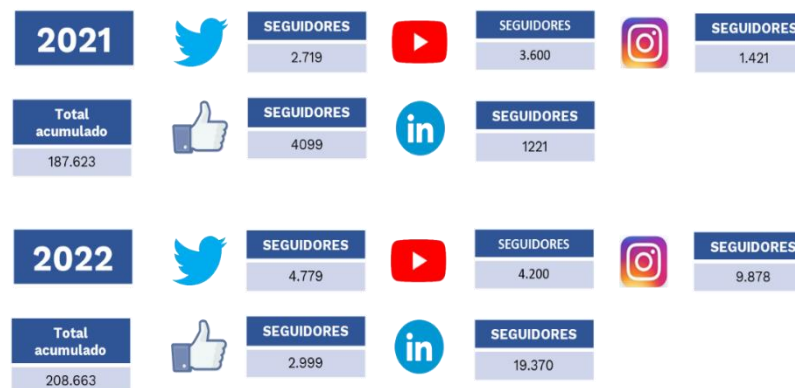 2021
SEGUIDORES
2.719
SEGUIDORES
3.600
SEGUIDORES
1.421
Total
acumulado
187.623
SEGUIDORES
4099
in
SEGUIDORES
1221
2022
SEGUIDORES
4.779
SEGUIDORES
4.200
SEGUIDORES
9.878
Total
acumulado
208.663
SEGUIDORES
2.999
in
SEGUIDORES
19.370